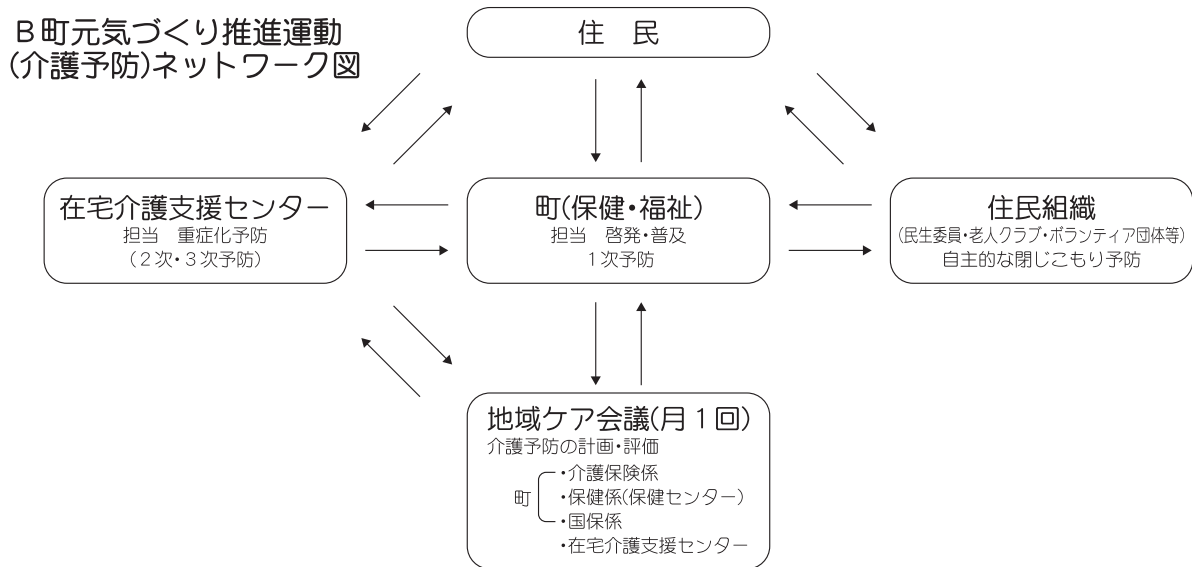 B町元気づくり推進運動
(介護予防)ネットワーク図
住　民
在宅介護支援センター
担当　重症化予防
(2次・3次予防)
町(保健・福祉)
担当　啓発・普及
1次予防
住民組織
(民生委員・老人クラブ・ボランティア団体等)
自主的な閉じこもり予防
地域ケア会議(月1回)
介護予防の計画・評価
町
・介護保険係
・保健係(保健センター)
・国保係
・在宅介護支援センター